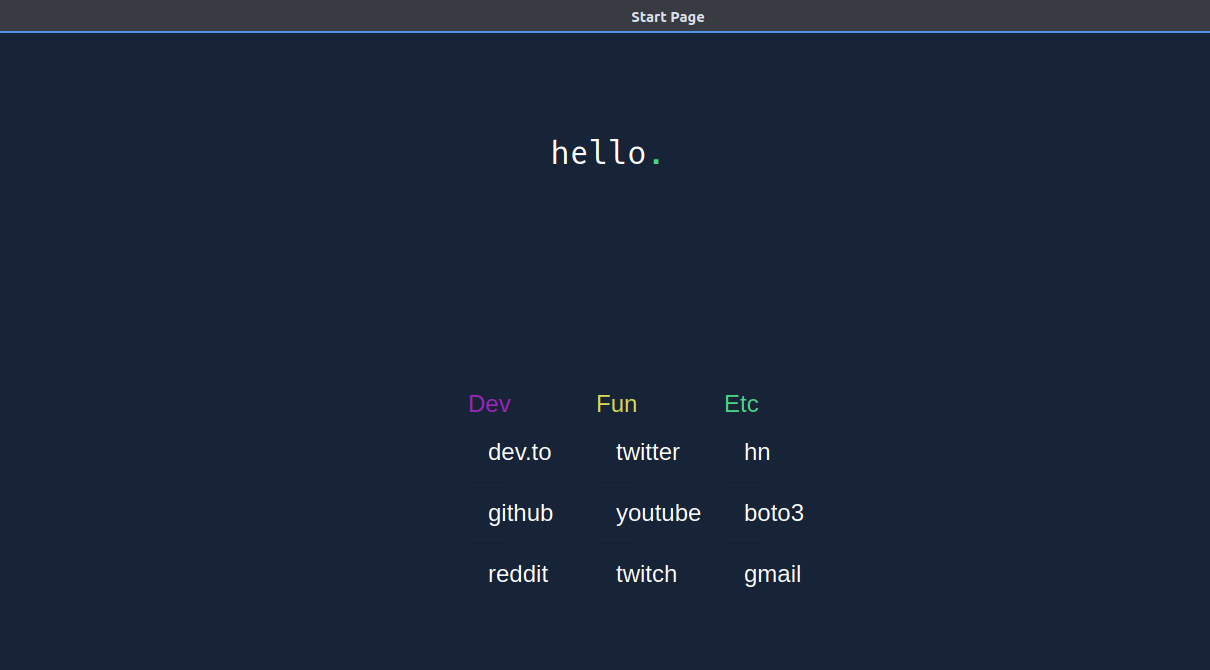 Start Page
hello.
Dev Fun Etc
dev.to twitter hn
github youtube boto3
reddit twitch gmail